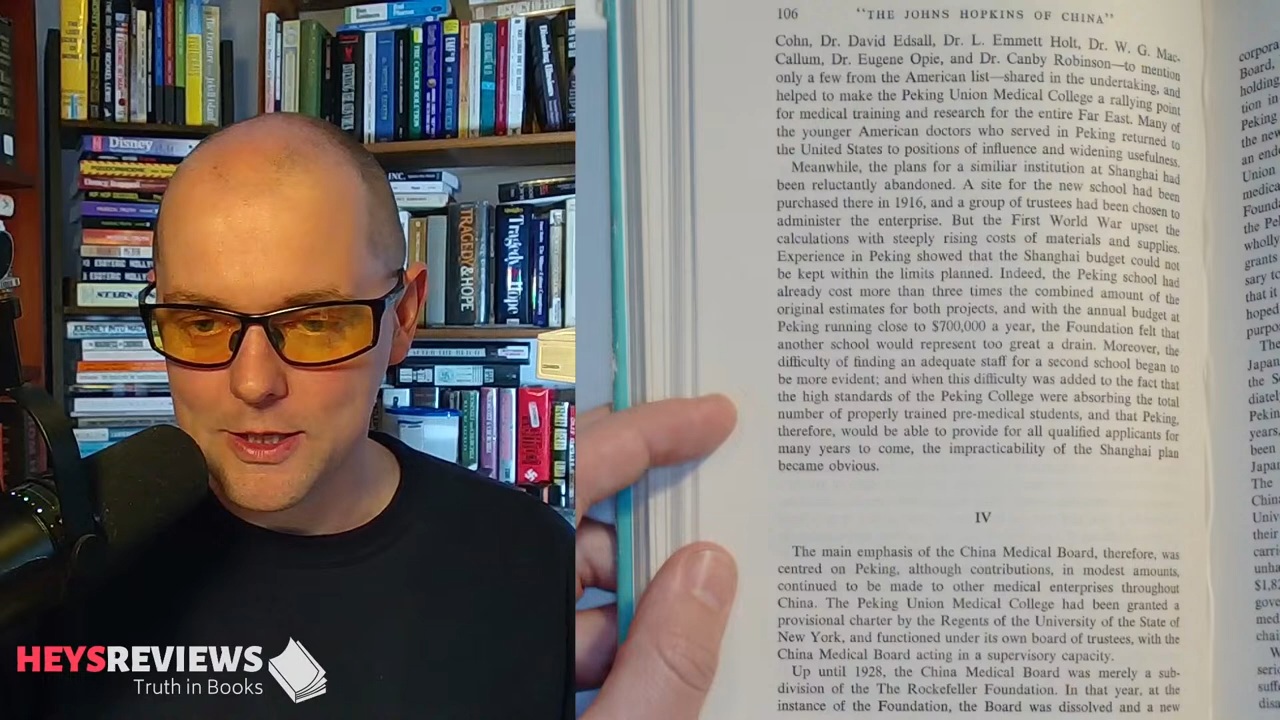 Disney
INC.
TRAGEDY & HOPE
Tragedy & Hope
JOURNEY INTO
HEYSREVIEWS
Truth in Books
106 "THE JOHNS HOPKINS OF CHINA"
Cohn, Dr. David Edsall, Dr. L. Emmett Holt, Dr. W. G. Mac-
Callum, Dr. Eugene Opie, and Dr. Canby Robinson—to mention
only a few from the American list—shared in the undertaking, and
helped to make the Peking Union Medical College a rallying point
for medical training and research for the entire Far East. Many of
the younger American doctors who served in Peking returned to
the United States to positions of influence and widening usefulness.
Meanwhile, the plans for a similiar institution at Shanghai had
been reluctantly abandoned. A site for the new school had been
purchased there in 1916, and a group of trustees had been chosen to
administer the enterprise. But the First World War upset the
calculations with steeply rising costs of materials and supplies.
Experience in Peking showed that the Shanghai budget could not
be kept within the limits planned. Indeed, the Peking school had
already cost more than three times the combined amount of the
original estimates for both projects, and with the annual budget at
Peking running close to $700,000 a year, the Foundation felt that
another school would represent too great a drain. Moreover, the
difficulty of finding an adequate staff for a second school began to
be more evident; and when this difficulty was added to the fact that
the high standards of the Peking College were absorbing the total
number of properly trained pre-medical students, and that Peking,
therefore, would be able to provide for all qualified applicants for
many years to come, the impracticability of the Shanghai plan
became obvious.
IV
The main emphasis of the China Medical Board, therefore, was
centred on Peking, although contributions, in modest amounts,
continued to be made to other medical enterprises throughout
China. The Peking Union Medical College had been granted a
provisional charter by the Regents of the University of the State of
New York, and functioned under its own board of trustees, with the
China Medical Board acting in a supervisory capacity.
Up until 1928, the China Medical Board was merely a sub-
division of the The Rockefeller Foundation. In that year, at the
instance of the Foundation, the Board was dissolved and a new